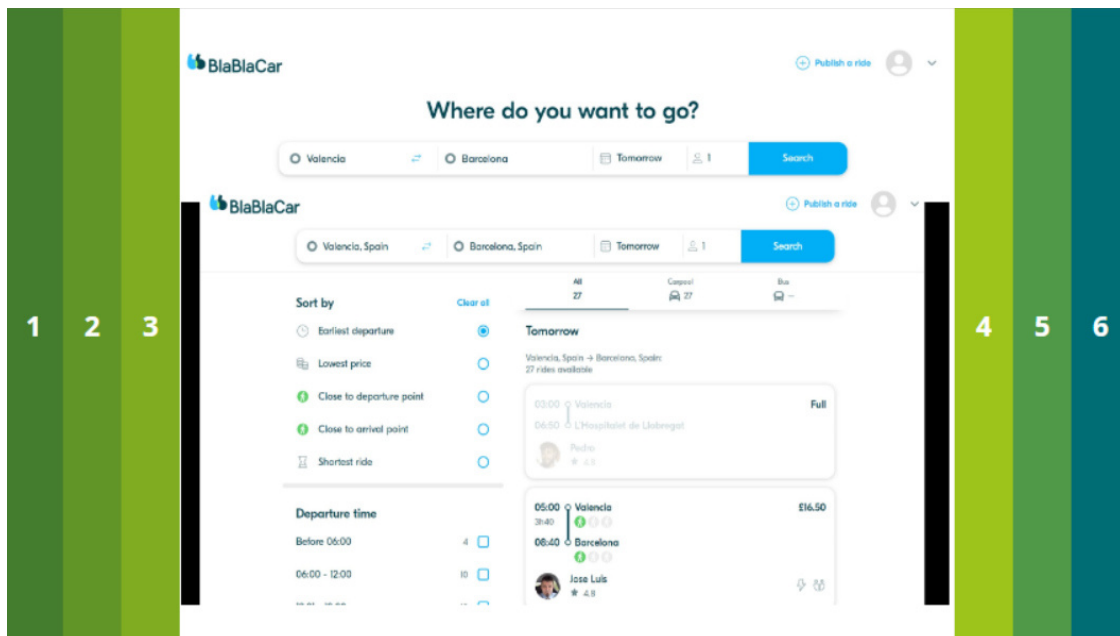 BlaBlaCar
Publish a ride
Where do you want to go?
Valencia
Barcelona
Tomorrow
1
Search
BlaBlaCar
Publish a ride
Valencia, Spain
Barcelona, Spain
Tomorrow
1
Search
All
27
Carpool
27
Bus
—
Sort by
Clear all
Earliest departure
Lowest price
Close to departure point
Close to arrival point
Shortest ride
Departure time
Before 06:00
4
06:00 - 12:00
10
Tomorrow
Valencia, Spain → Barcelona, Spain:
27 rides available
03:00 Valencia
Full
06:50 L'Hospitalet de Llobregat
Pedro
★ 4.9
05:00 Valencia
£16.50
3h40
08:40 Barcelona
Jose Luis
★ 4.8
1
2
3
4
5
6